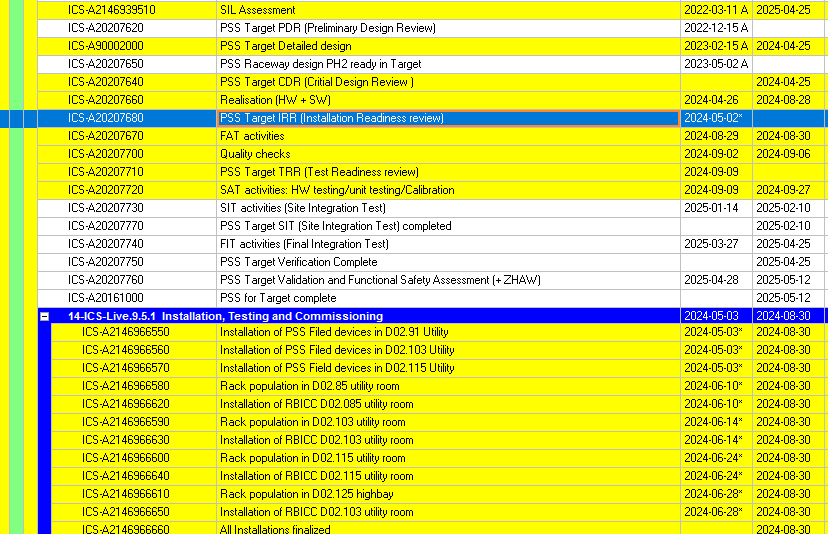 ICS-A2146939510 SIL Assessment 2022-03-11 A 2025-04-25
ICS-A20207620 PSS Target PDR (Preliminary Design Review) 2022-12-15 A
ICS-A90002000 PSS Target Detailed design 2023-02-15 A 2024-04-25
ICS-A20207650 PSS Raceway design PH2 ready in Target 2023-05-02 A
ICS-A20207640 PSS Target CDR (Critial Design Review ) 2024-04-25
ICS-A20207660 Realisation (HW + SW) 2024-04-26 2024-08-28
ICS-A20207680 PSS Target IRR (Installation Readiness review) 2024-05-02*
ICS-A20207670 FAT activities 2024-08-29 2024-08-30
ICS-A20207700 Quality checks 2024-09-02 2024-09-06
ICS-A20207710 PSS Target TRR (Test Readiness review) 2024-09-09
ICS-A20207720 SAT activities: HW testing/unit testing/Calibration 2024-09-09 2024-09-27
ICS-A20207730 SIT activities (Site Integration Test) 2025-01-14 2025-02-10
ICS-A20207770 PSS Target SIT (Site Integration Test) completed 2025-02-10
ICS-A20207740 FIT activities (Final Integration Test) 2025-03-27 2025-04-25
ICS-A20207750 PSS Target Verification Complete 2025-04-25
ICS-A20207760 PSS Target Validation and Functional Safety Assessment (+ ZHAW) 2025-04-28 2025-05-12
ICS-A20161000 PSS for Target complete 2025-05-12
14-ICS-Live.9.5.1 Installation, Testing and Commissioning 2024-05-03 2024-08-30
ICS-A2146966550 Installation of PSS Filed devices in D02.91 Utility 2024-05-03* 2024-08-30
ICS-A2146966560 Installation of PSS Filed devices in D02.103 Utility 2024-05-03* 2024-08-30
ICS-A2146966570 Installation of PSS Field devices in D02.115 Utility 2024-05-03* 2024-08-30
ICS-A2146966580 Rack population in D02.85 utility room 2024-06-10* 2024-08-30
ICS-A2146966620 Installation of RBICC D02.085 utility room 2024-06-10* 2024-08-30
ICS-A2146966590 Rack population in D02.103 utility room 2024-06-14* 2024-08-30
ICS-A2146966630 Installation of RBICC D02.103 utility room 2024-06-14* 2024-08-30
ICS-A2146966600 Rack population in D02.115 utility room 2024-06-24* 2024-08-30
ICS-A2146966640 Installation of RBICC D02.115 utility room 2024-06-24* 2024-08-30
ICS-A2146966610 Rack population in D02.125 highbay 2024-06-28* 2024-08-30
ICS-A2146966650 Installation of RBICC D02.103 utility room 2024-06-28* 2024-08-30
ICS-A2146966660 All Installations finalized 2024-08-30